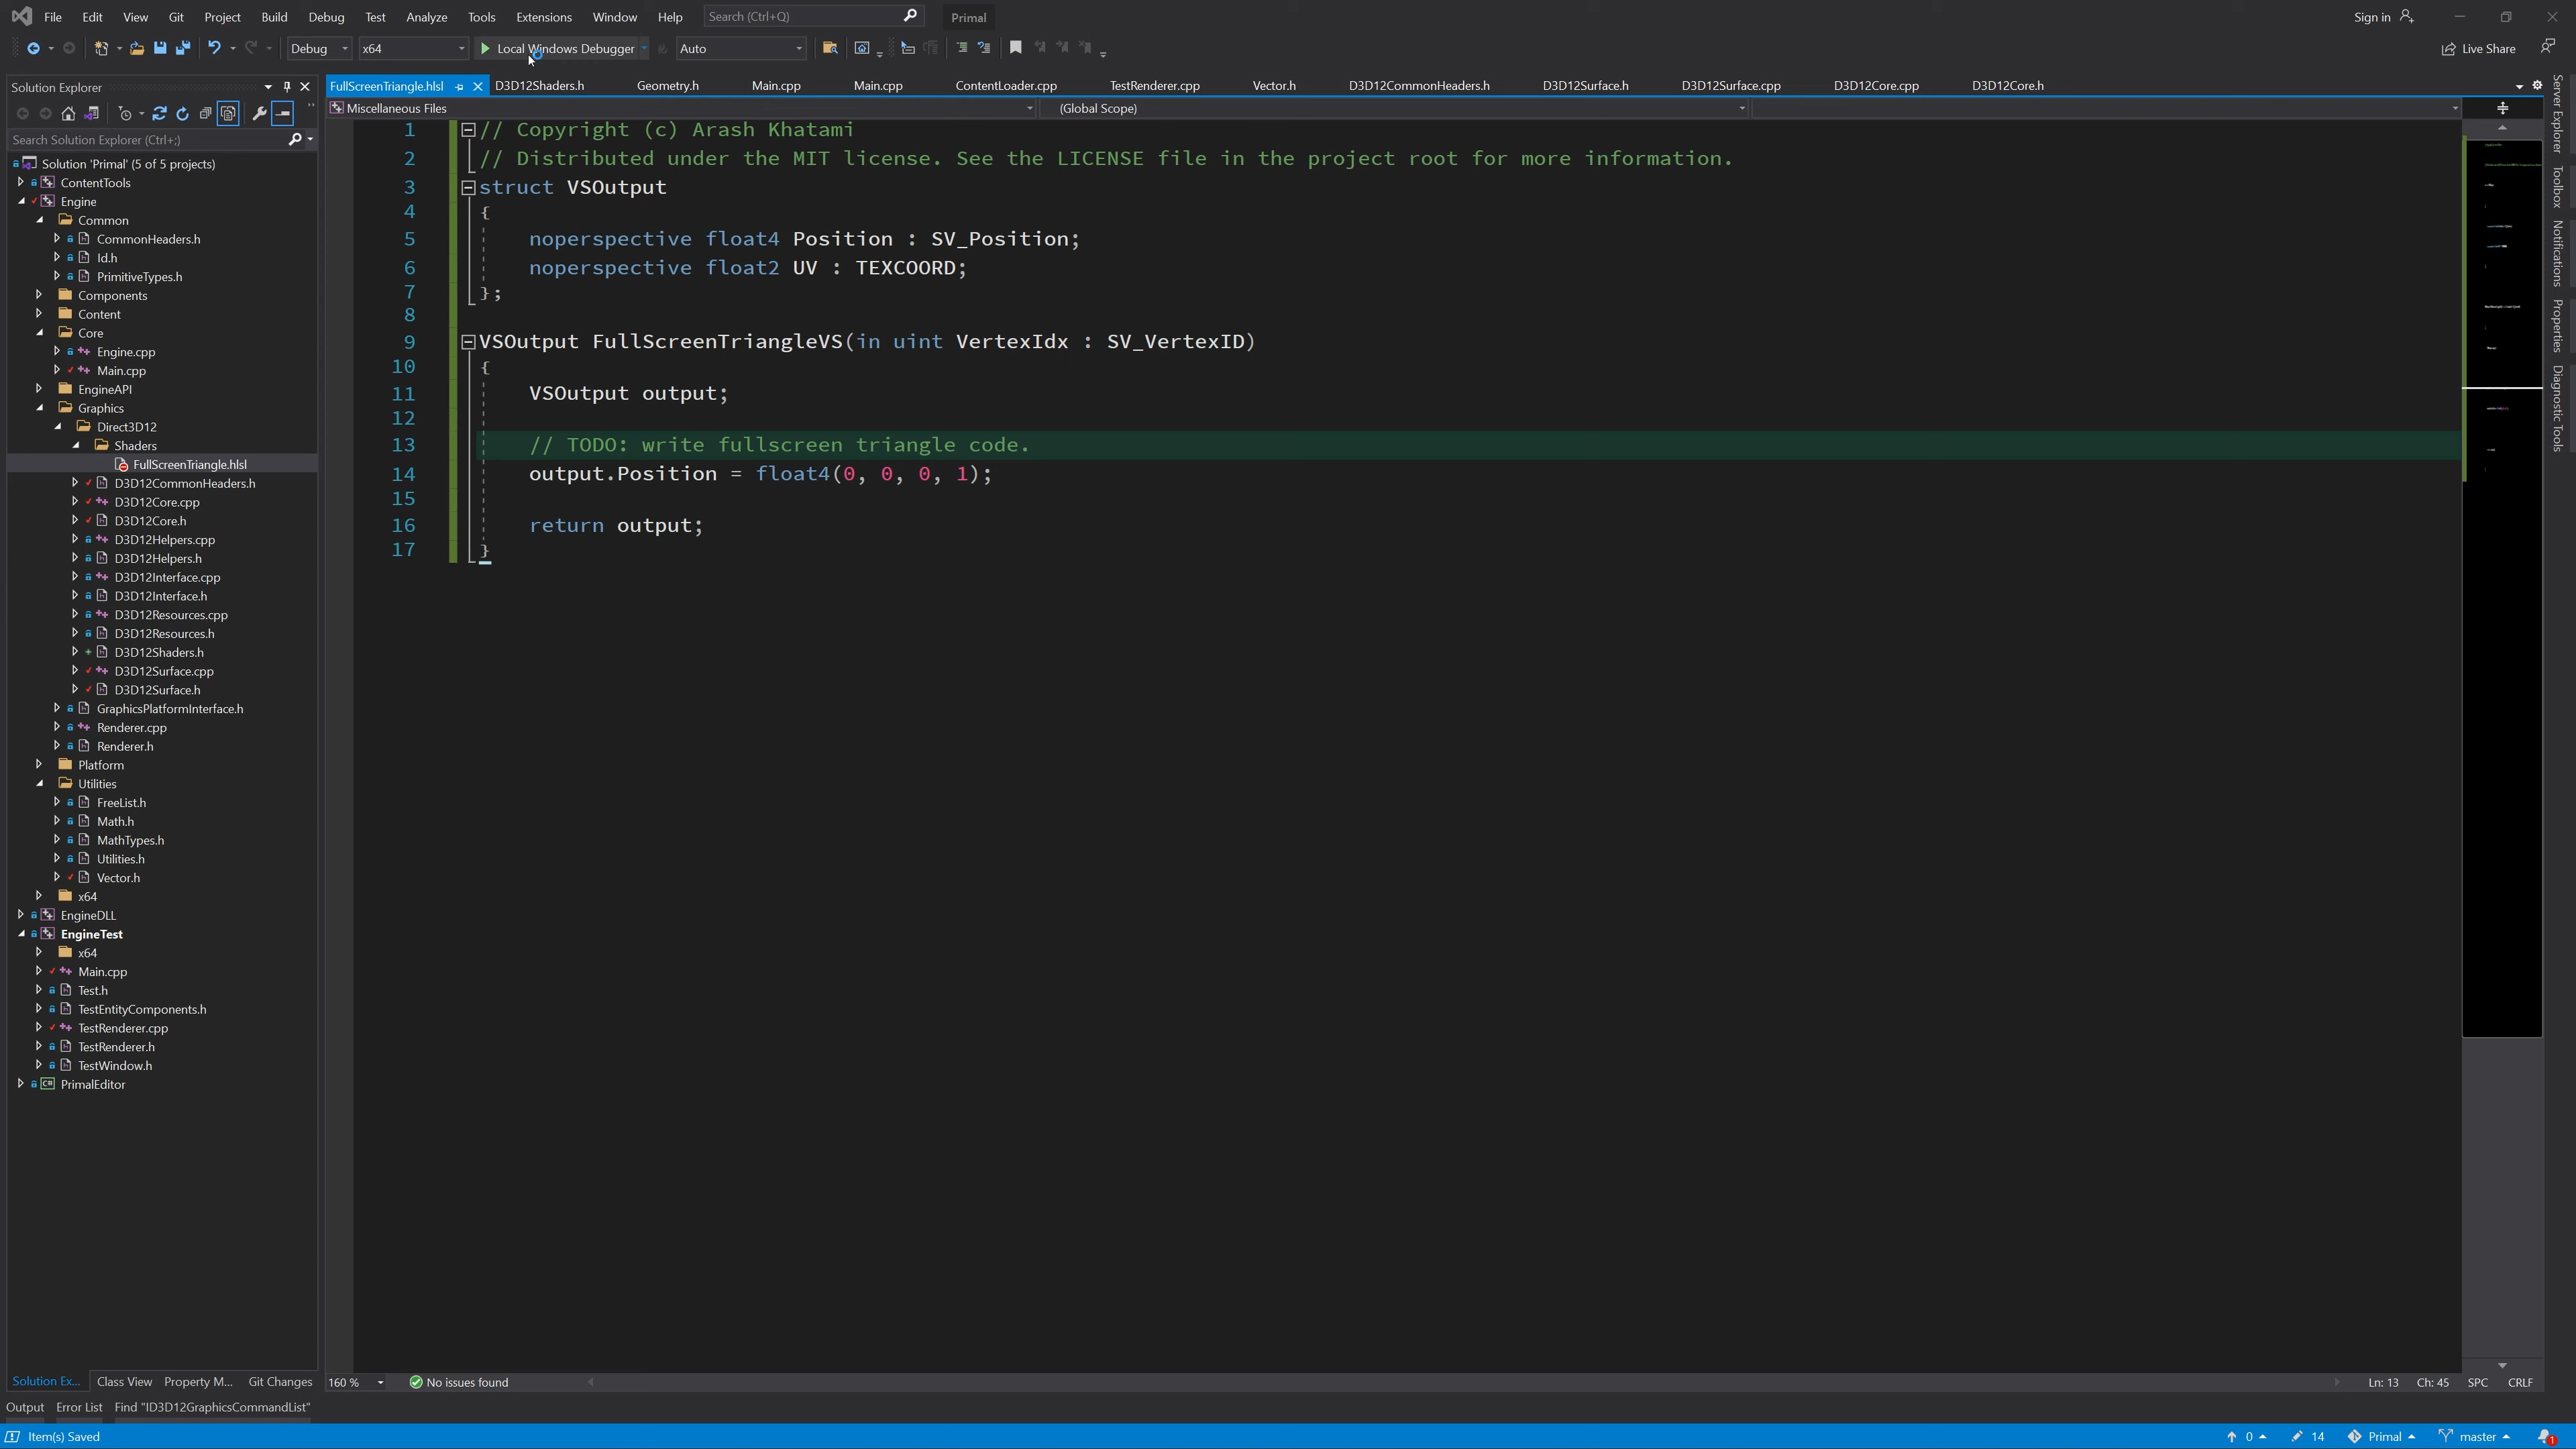 File Edit View Git Project Build Debug Test Analyze Tools Extensions Window Help Search (Ctrl+Q) Primal Sign in
Debug x64 Local Windows Debugger Auto Live Share
Solution Explorer
FullScreenTriangle.hlsl D3D12Shaders.h Geometry.h Main.cpp Main.cpp ContentLoader.cpp TestRenderer.cpp Vector.h D3D12CommonHeaders.h D3D12Surface.h D3D12Surface.cpp D3D12Core.cpp D3D12Core.h
Miscellaneous Files (Global Scope)
Search Solution Explorer (Ctrl+;)
Solution 'Primal' (5 of 5 projects)
ContentTools
Engine
Common
CommonHeaders.h
Id.h
PrimitiveTypes.h
Components
Content
Core
Engine.cpp
Main.cpp
EngineAPI
Graphics
Direct3D12
Shaders
FullScreenTriangle.hlsl
D3D12CommonHeaders.h
D3D12Core.cpp
D3D12Core.h
D3D12Helpers.cpp
D3D12Helpers.h
D3D12Interface.cpp
D3D12Interface.h
D3D12Resources.cpp
D3D12Resources.h
D3D12Shaders.h
D3D12Surface.cpp
D3D12Surface.h
GraphicsPlatformInterface.h
Renderer.cpp
Renderer.h
Platform
Utilities
FreeList.h
Math.h
MathTypes.h
Utilities.h
Vector.h
x64
EngineDLL
EngineTest
x64
Main.cpp
Test.h
TestEntityComponents.h
TestRenderer.cpp
TestRenderer.h
TestWindow.h
PrimalEditor
1 // Copyright (c) Arash Khatami
2 // Distributed under the MIT license. See the LICENSE file in the project root for more information.
3 struct VSOutput
4 {
5 noperspective float4 Position : SV_Position;
6 noperspective float2 UV : TEXCOORD;
7 };
8
9 VSOutput FullScreenTriangleVS(in uint VertexIdx : SV_VertexID)
10 {
11 VSOutput output;
12
13 // TODO: write fullscreen triangle code.
14 output.Position = float4(0, 0, 0, 1);
15
16 return output;
17 }
Server Explorer
Toolbox
Notifications
Properties
Diagnostic Tools
Solution Ex... Class View Property M... Git Changes
160 % No issues found Ln: 13 Ch: 45 SPC CRLF
Output Error List Find "ID3D12GraphicsCommandList"
Item(s) Saved 0 14 Primal master 1